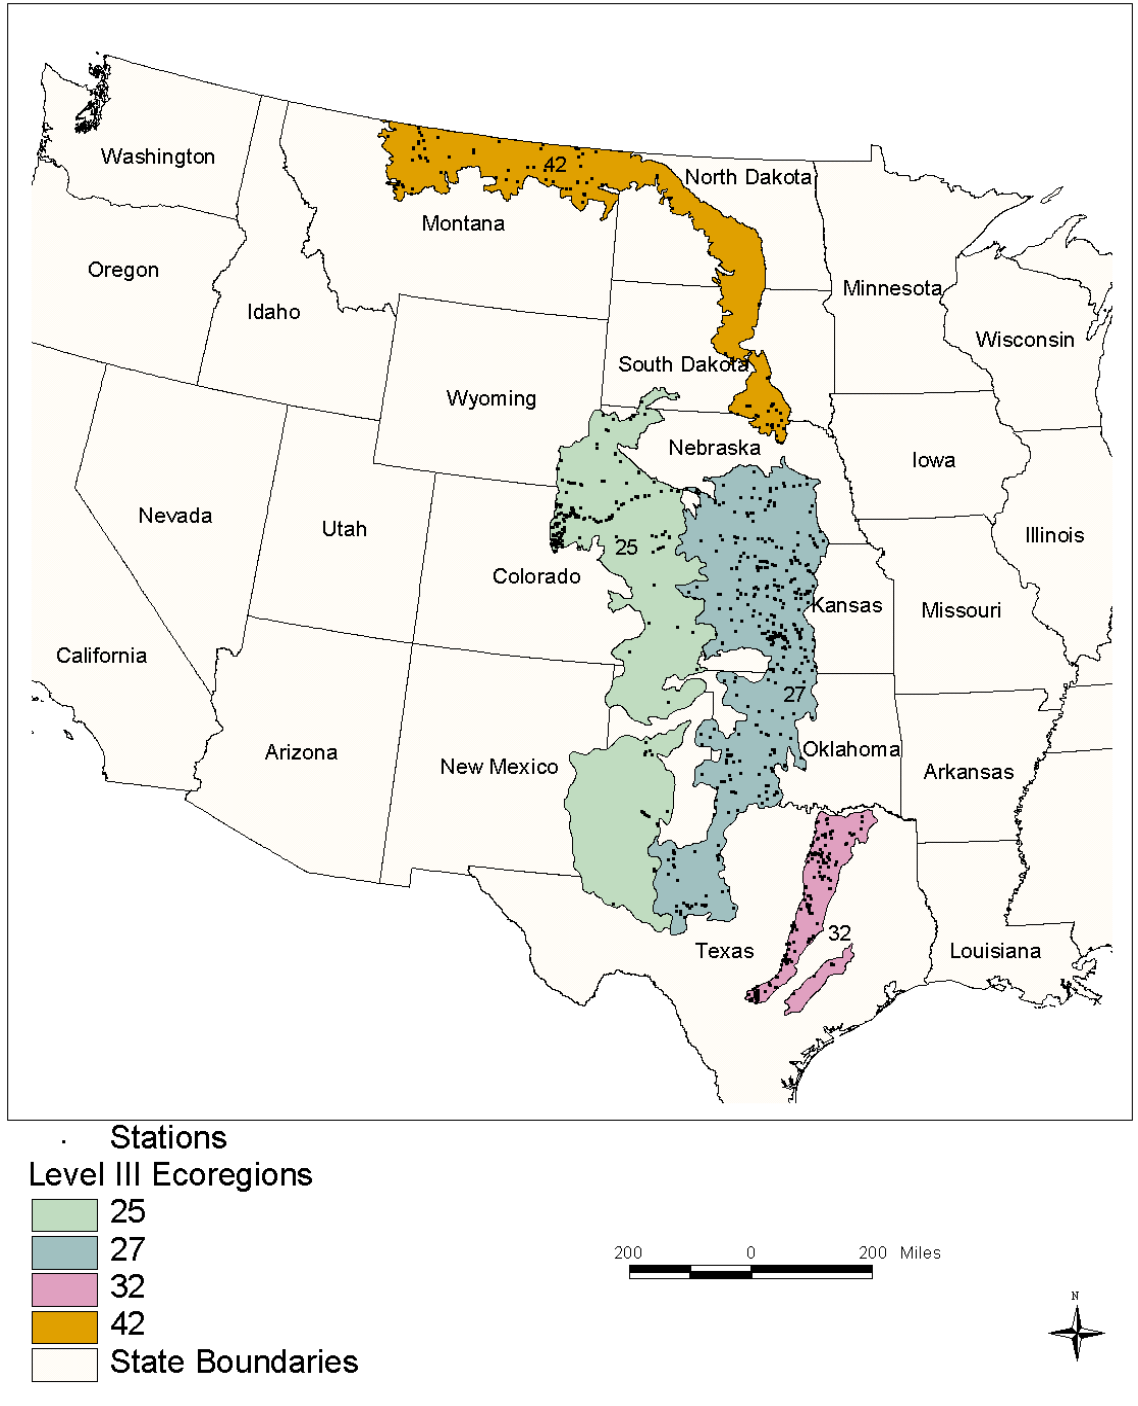 Washington
42
North Dakota
Montana
Oregon
Minnesota
Idaho
Wisconsin
South Dakota
Wyoming
Nebraska
Iowa
Nevada
Utah
25
Illinois
Colorado
Kansas
Missouri
California
27
Arizona
New Mexico
Oklahoma
Arkansas
32
Texas
Louisiana
Stations
Level III Ecoregions
25
27
32
42
State Boundaries
200 0 200 Miles
N